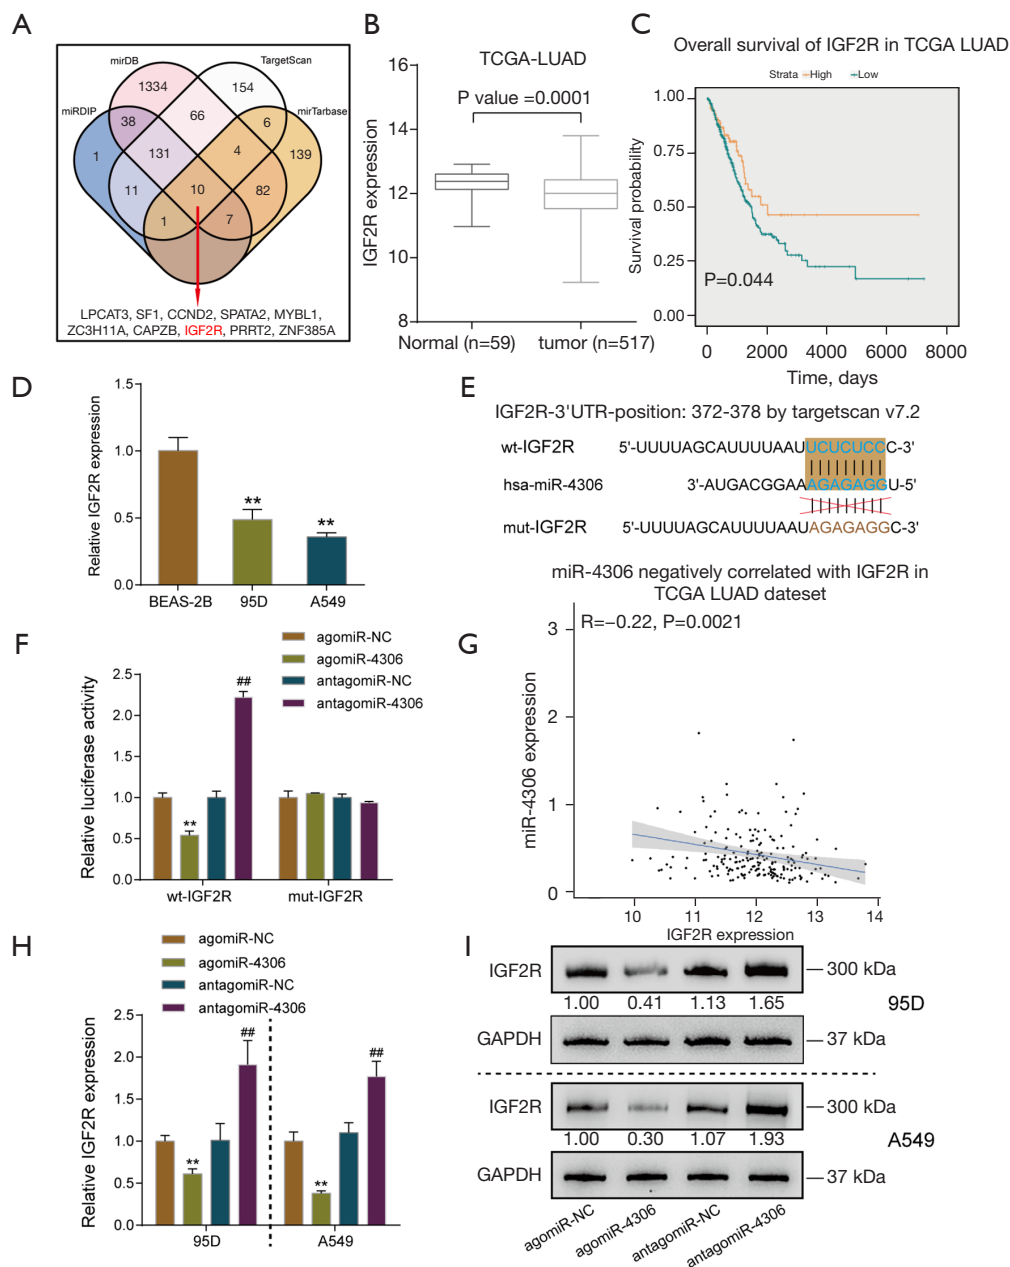 A
mirDB
TargetScan
miRDIP
mirTarbase
1334
154
38
66
6
1
131
4
139
11
10
82
1
7
LPCAT3, SF1, CCND2, SPATA2, MYBL1,
ZC3H11A, CAPZB, IGF2R, PRRT2, ZNF385A
B
TCGA-LUAD
P value =0.0001
IGF2R expression
16
14
12
10
8
Normal (n=59)
tumor (n=517)
C
Overall survival of IGF2R in TCGA LUAD
Strata
High
Low
Survival probability
1.00
0.75
0.50
0.25
0.00
P=0.044
0
2000
4000
6000
8000
Time, days
D
Relative IGF2R expression
1.5
1.0
0.5
0.0
**
**
BEAS-2B
95D
A549
E
IGF2R-3'UTR-position: 372-378 by targetscan v7.2
wt-IGF2R
5'-UUUUAGCAUUUUAAUUCUCUCCC-3'
hsa-miR-4306
3'-AUGACGGAAAGAGAGGU-5'
mut-IGF2R
5'-UUUUAGCAUUUUAAUAGAGAGGC-3'
F
agomiR-NC
agomiR-4306
antagomiR-NC
antagomiR-4306
Relative luciferase activity
2.5
2.0
1.5
1.0
0.5
0.0
**
##
wt-IGF2R
mut-IGF2R
G
miR-4306 negatively correlated with IGF2R in
TCGA LUAD dateset
R=−0.22, P=0.0021
miR-4306 expression
3
2
1
0
10
11
12
13
14
IGF2R expression
H
agomiR-NC
agomiR-4306
antagomiR-NC
antagomiR-4306
Relative IGF2R expression
2.5
2.0
1.5
1.0
0.5
0.0
**
##
**
##
95D
A549
I
IGF2R
300 kDa
1.00 0.41 1.13 1.65
95D
GAPDH
37 kDa
IGF2R
300 kDa
1.00 0.30 1.07 1.93
A549
GAPDH
37 kDa
agomiR-NC
agomiR-4306
antagomiR-NC
antagomiR-4306